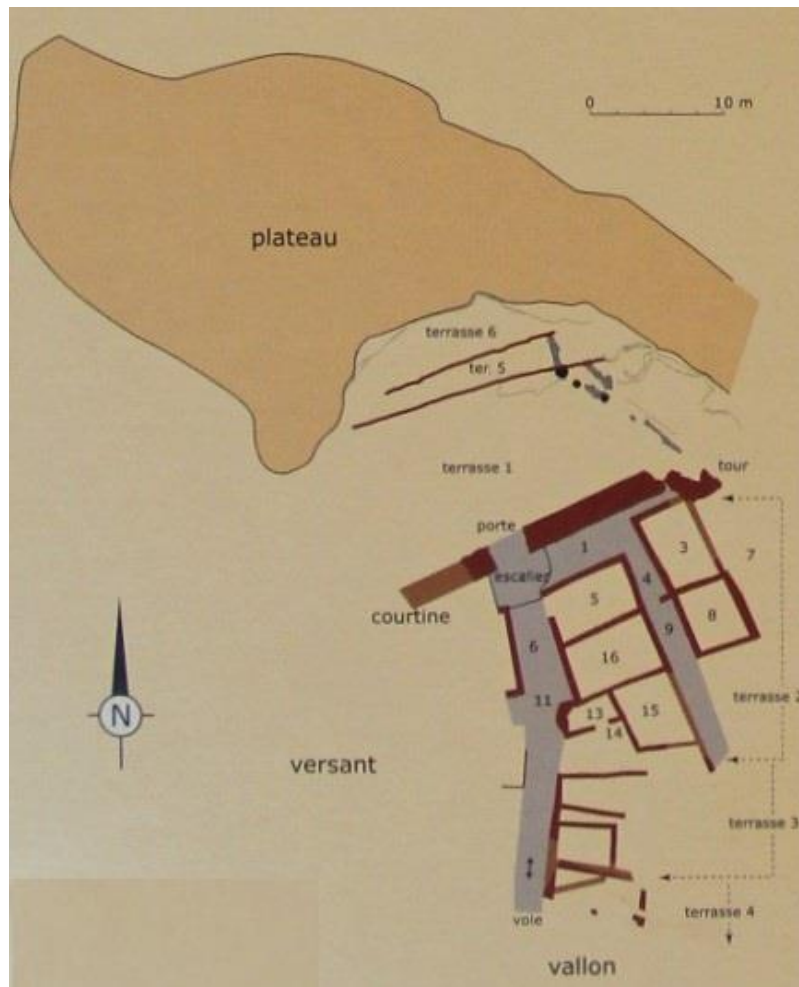 0 10 m
plateau
terrasse 6
ter. 5
terrasse 1
tour
porte
1
3
7
escalier
4
5
courtine
8
6
9
16
11
13
15
14
terrasse 2
N
versant
terrasse 3
terrasse 4
voie
vallon